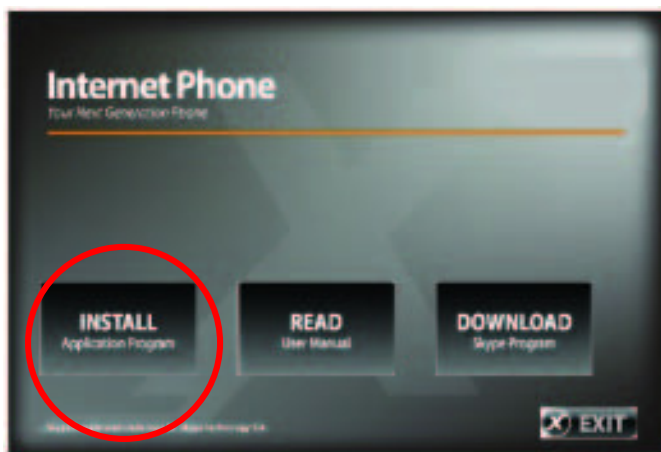 Internet Phone
Your Next Generation Phone
INSTALL
Application Program
READ
User Manual
DOWNLOAD
Skype Program
EXIT